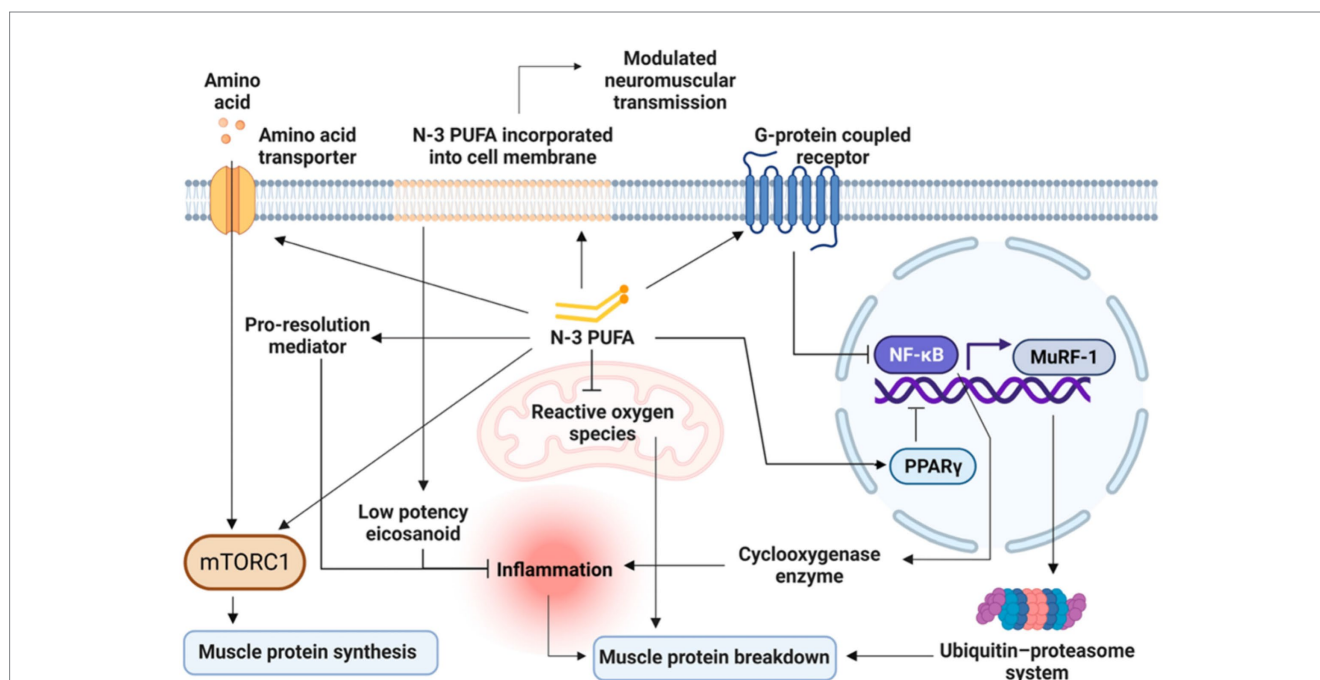 Modulated
neuromuscular
transmission
Amino
acid
Amino acid
transporter
N-3 PUFA incorporated
into cell membrane
G-protein coupled
receptor
Pro-resolution
mediator
N-3 PUFA
NF-κB
MuRF-1
Reactive oxygen
species
PPARγ
Low potency
eicosanoid
mTORC1
Inflammation
Cyclooxygenase
enzyme
Muscle protein synthesis
Muscle protein breakdown
Ubiquitin–proteasome
system